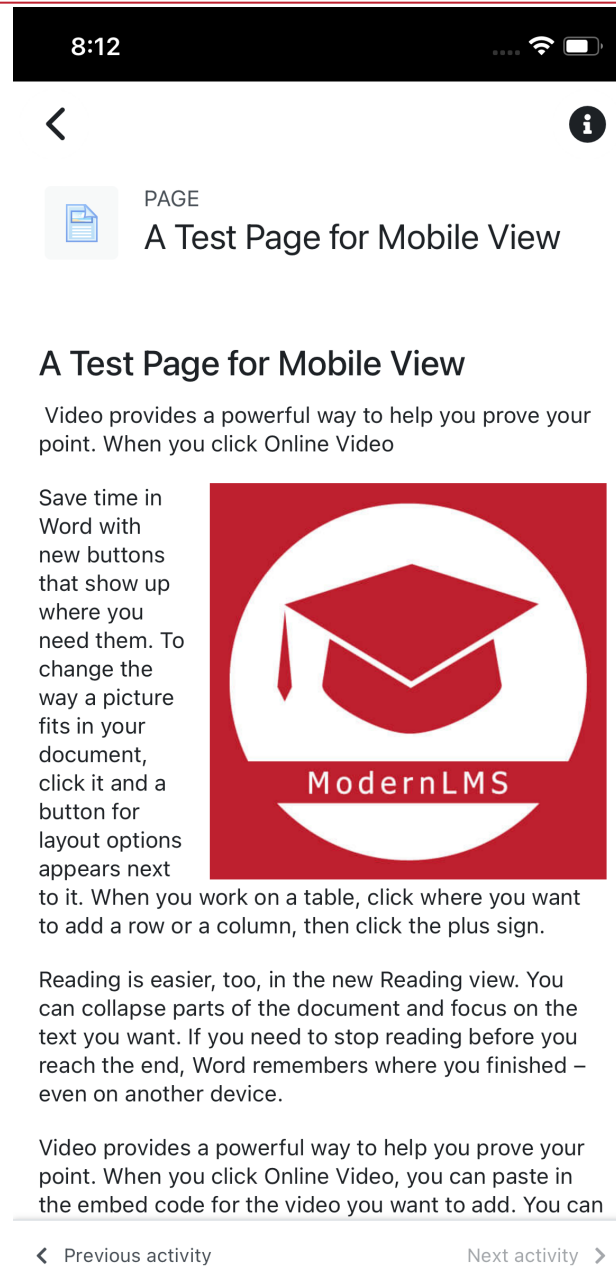 8:12
PAGE
A Test Page for Mobile View
A Test Page for Mobile View
Video provides a powerful way to help you prove your
point. When you click Online Video
Save time in
Word with
new buttons
that show up
where you
need them. To
change the
way a picture
fits in your
document,
click it and a
button for
layout options
appears next
ModernLMS
to it. When you work on a table, click where you want
to add a row or a column, then click the plus sign.
Reading is easier, too, in the new Reading view. You
can collapse parts of the document and focus on the
text you want. If you need to stop reading before you
reach the end, Word remembers where you finished –
even on another device.
Video provides a powerful way to help you prove your
point. When you click Online Video, you can paste in
the embed code for the video you want to add. You can
Previous activity
Next activity